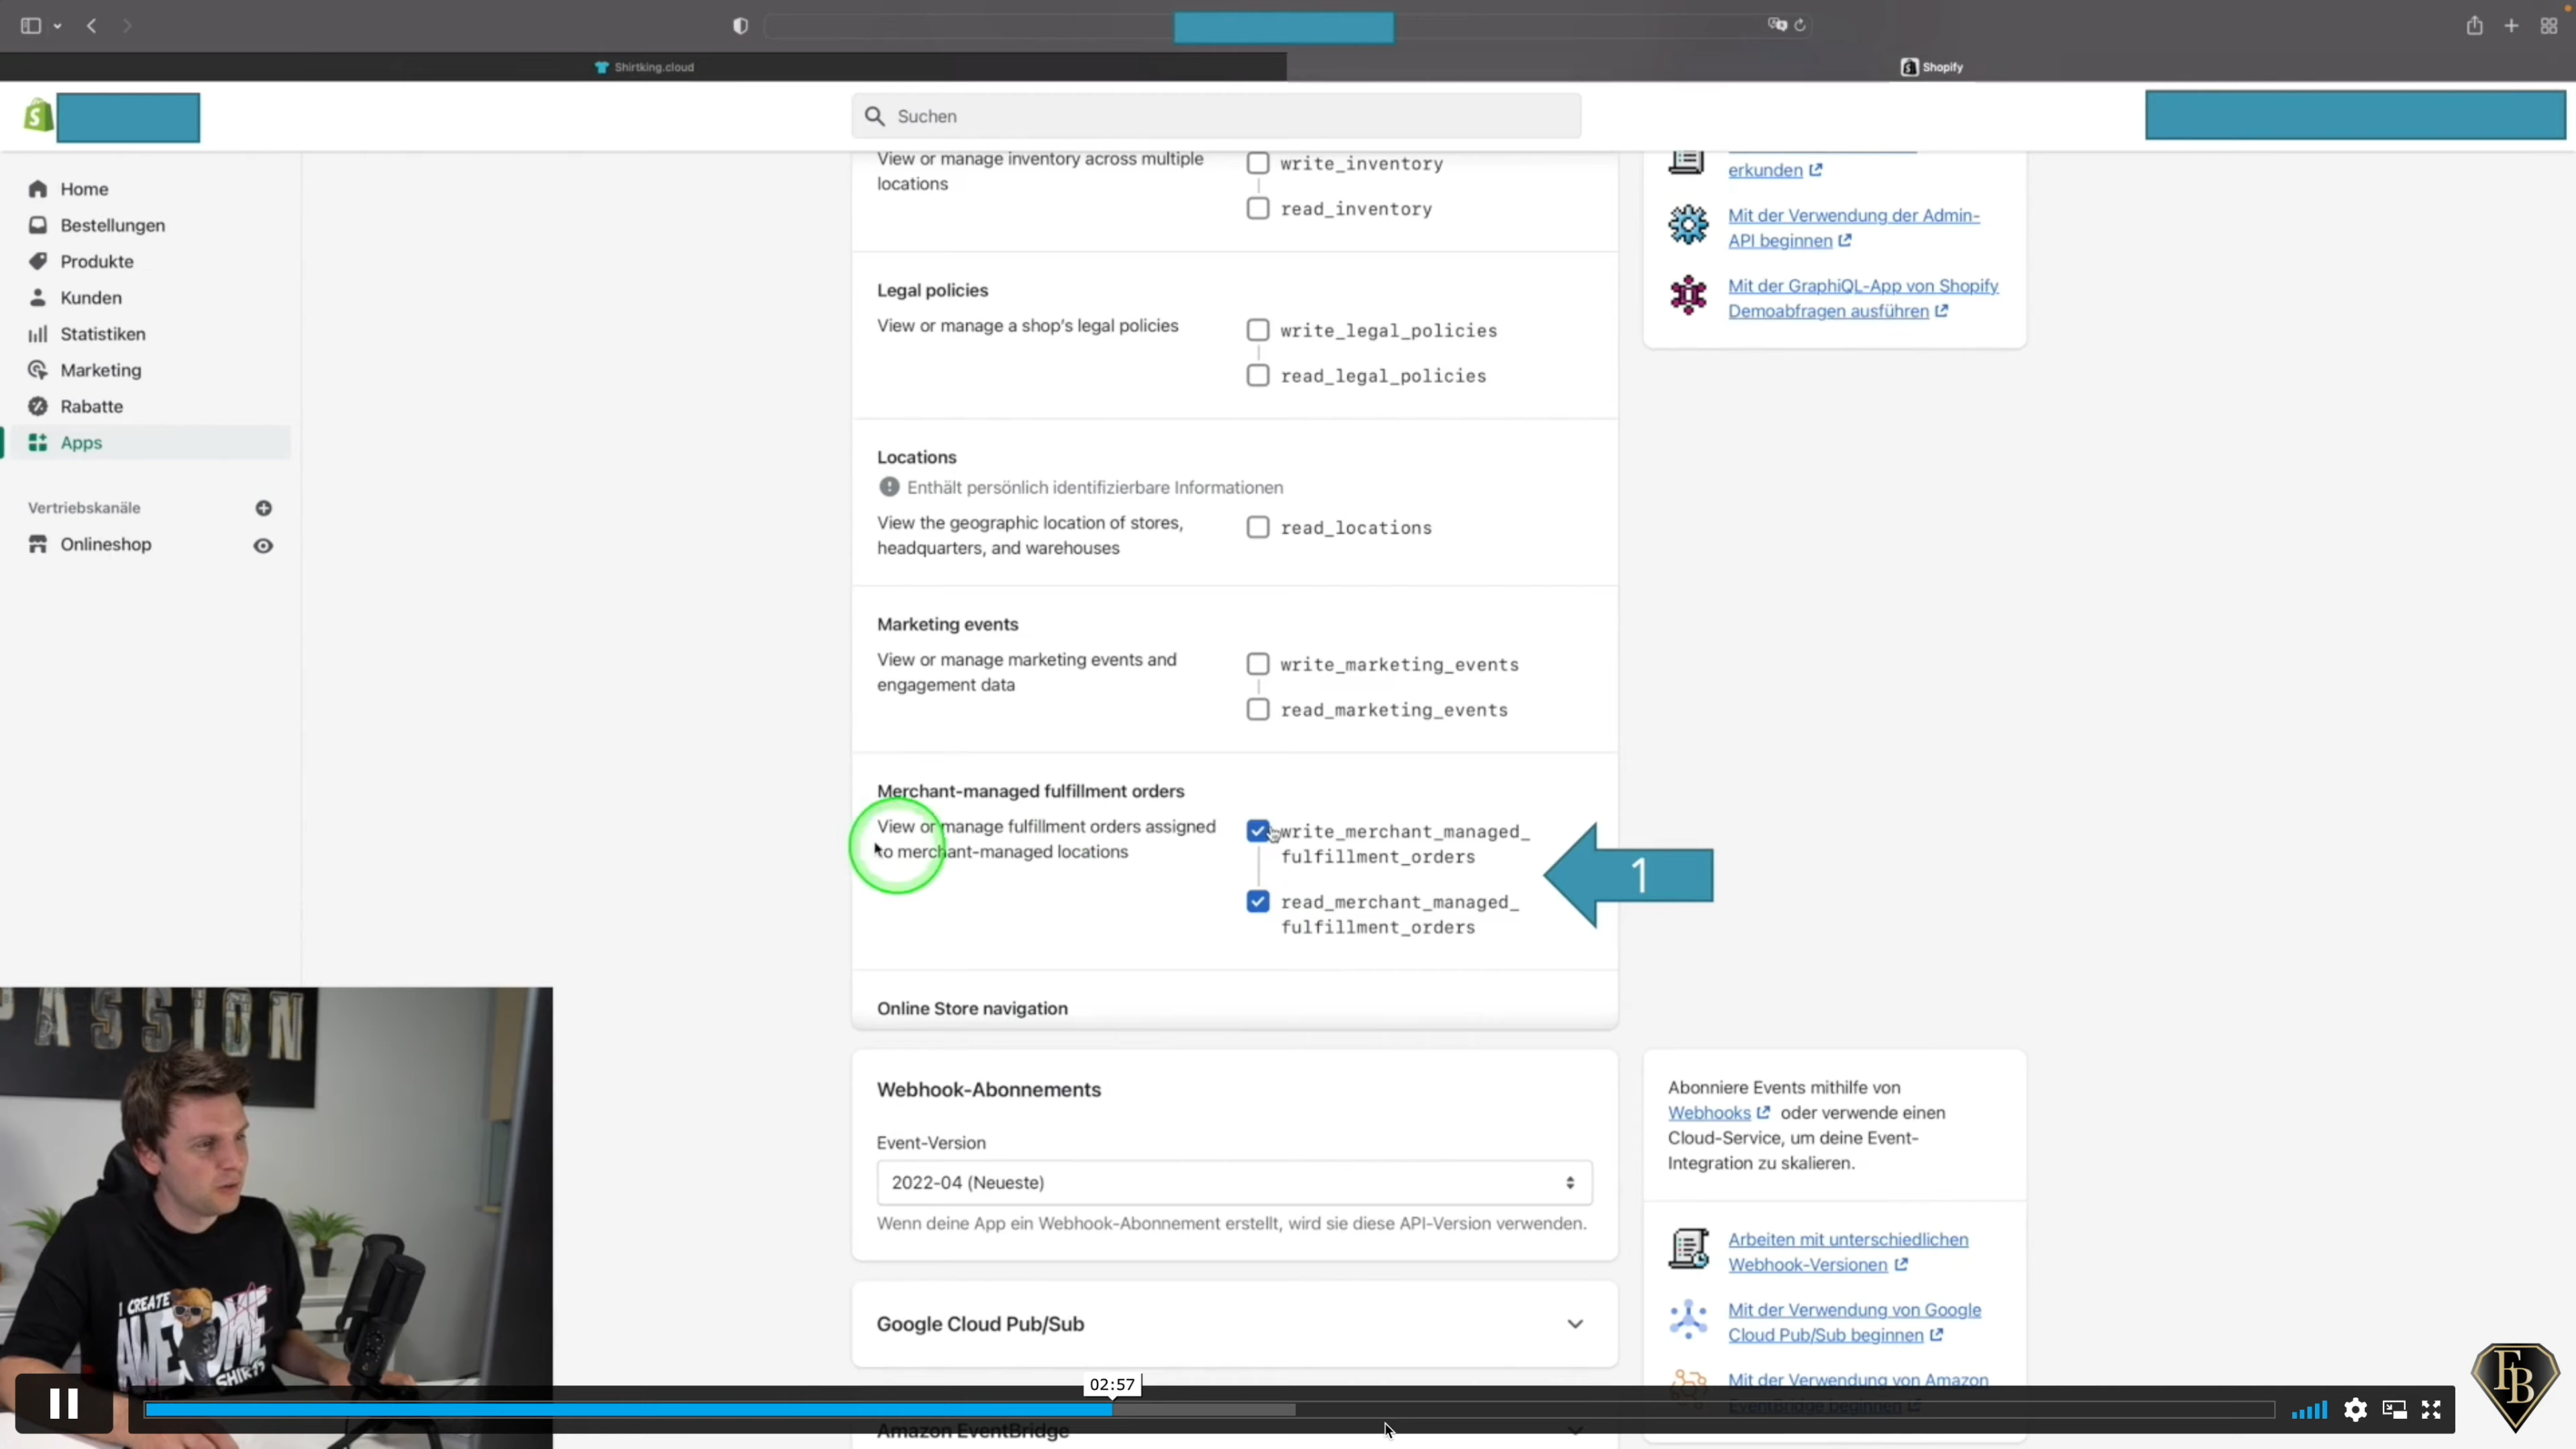 Shirtking.cloud
Shopify
Suchen
Home
Bestellungen
Produkte
Kunden
Statistiken
Marketing
Rabatte
Apps
Vertriebskanäle
Onlineshop
View or manage inventory across multiple
locations
write_inventory
read_inventory
Legal policies
View or manage a shop's legal policies
write_legal_policies
read_legal_policies
Locations
Enthält persönlich identifizierbare Informationen
View the geographic location of stores,
headquarters, and warehouses
read_locations
Marketing events
View or manage marketing events and
engagement data
write_marketing_events
read_marketing_events
Merchant-managed fulfillment orders
View or manage fulfillment orders assigned
to merchant-managed locations
write_merchant_managed_
fulfillment_orders
read_merchant_managed_
fulfillment_orders
1
Online Store navigation
Webhook-Abonnements
Event-Version
2022-04 (Neueste)
Wenn deine App ein Webhook-Abonnement erstellt, wird sie diese API-Version verwenden.
Google Cloud Pub/Sub
Amazon EventBridge
erkunden
Mit der Verwendung der Admin-
API beginnen
Mit der GraphiQL-App von Shopify
Demoabfragen ausführen
Abonniere Events mithilfe von
Webhooks oder verwende einen
Cloud-Service, um deine Event-
Integration zu skalieren.
Arbeiten mit unterschiedlichen
Webhook-Versionen
Mit der Verwendung von Google
Cloud Pub/Sub beginnen
Mit der Verwendung von Amazon
EventBridge beginnen
PASSION
I CREATE
AWESOME
SHIRTS
02:57
FB